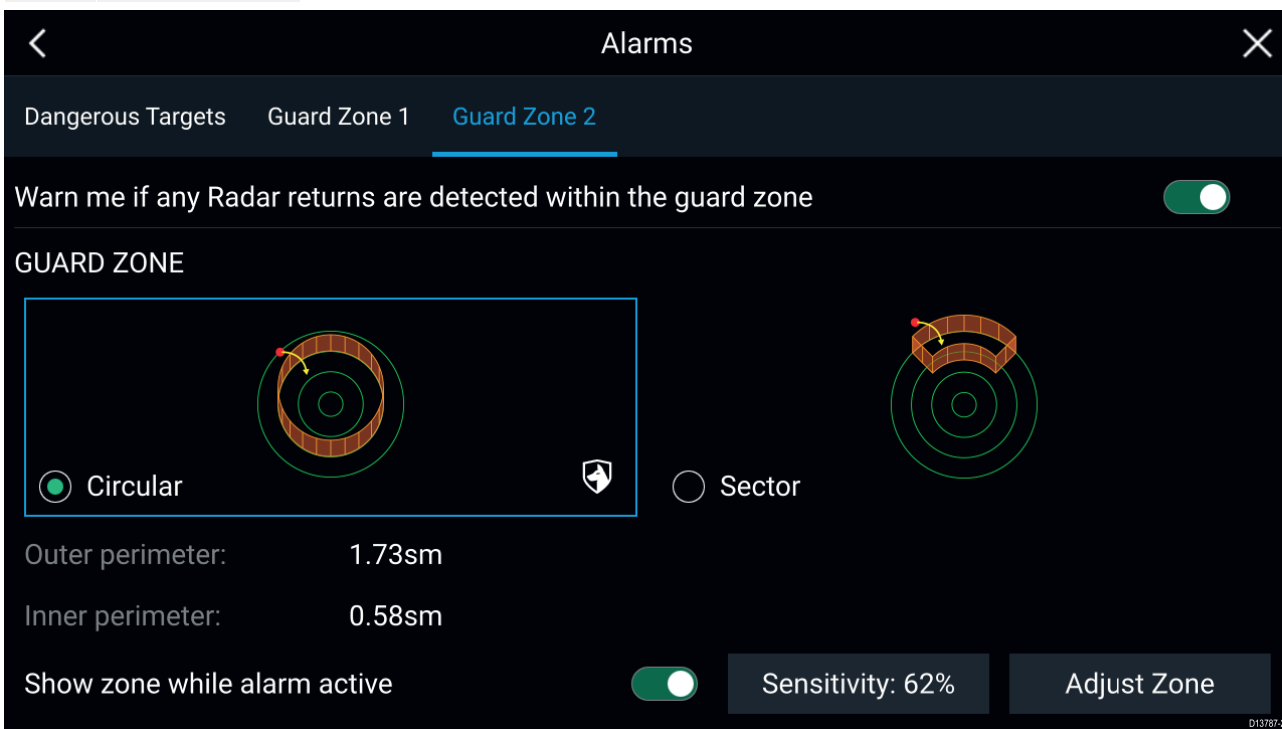 Alarms
Dangerous Targets Guard Zone 1 Guard Zone 2
Warn me if any Radar returns are detected within the guard zone
GUARD ZONE
Circular Sector
Outer perimeter: 1.73sm
Inner perimeter: 0.58sm
Show zone while alarm active Sensitivity: 62% Adjust Zone